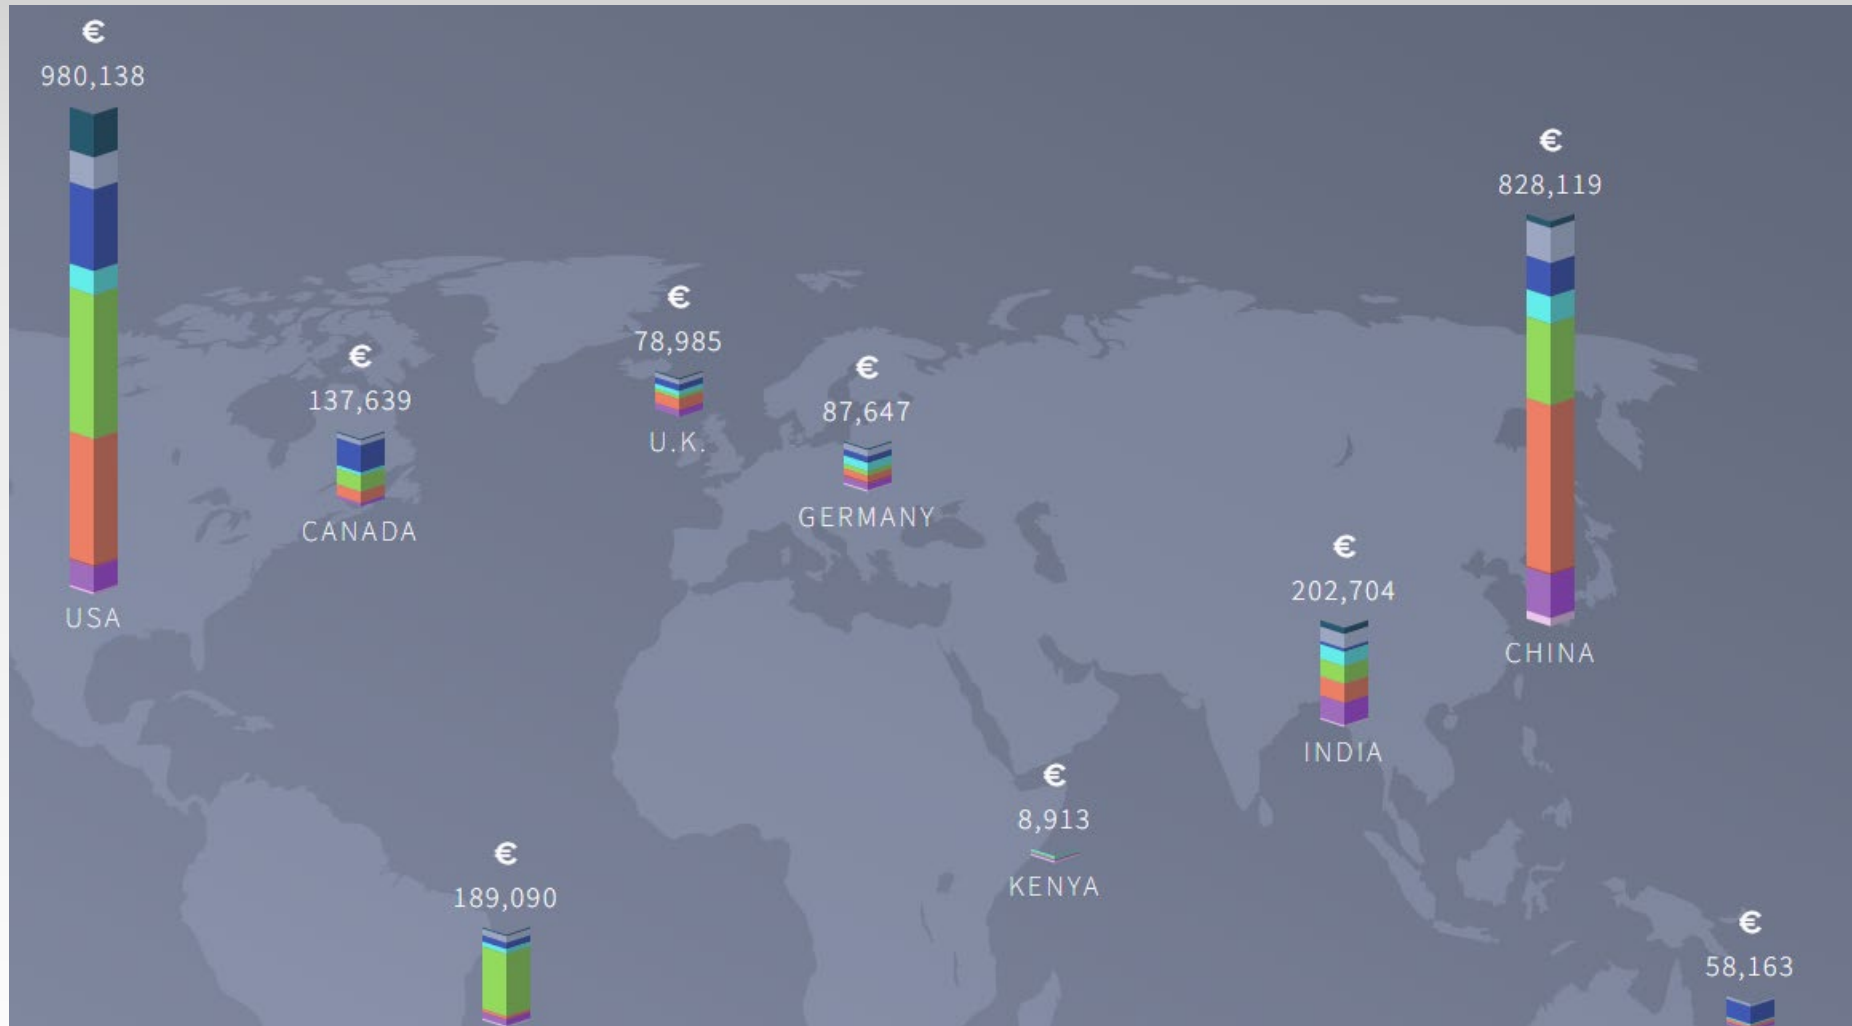 €
980,138
USA
€
137,639
CANADA
€
78,985
U.K.
€
87,647
GERMANY
€
828,119
CHINA
€
202,704
INDIA
€
8,913
KENYA
€
189,090
€
58,163